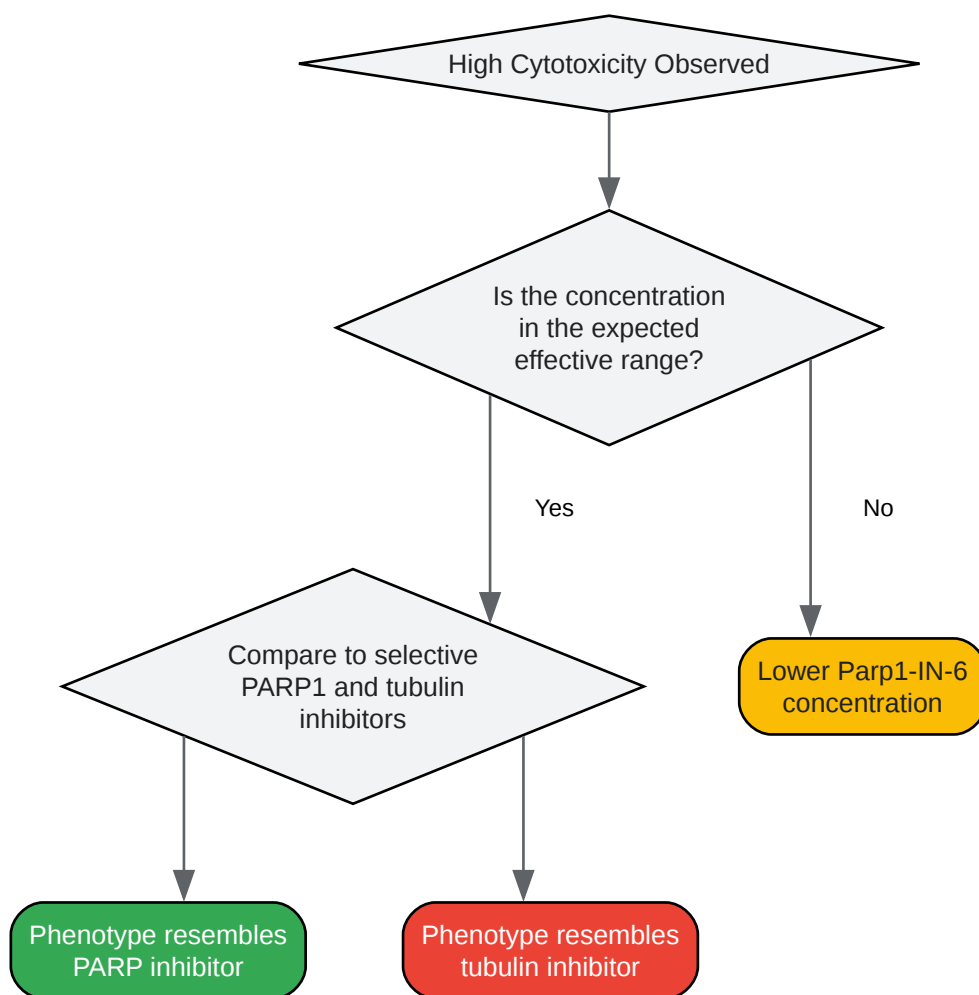 High Cytotoxicity Observed
Is the concentration
in the expected
effective range?
Yes
No
Compare to selective
PARP1 and tubulin
inhibitors
Lower Parp1-IN-6
concentration
Phenotype resembles
PARP inhibitor
Phenotype resembles
tubulin inhibitor